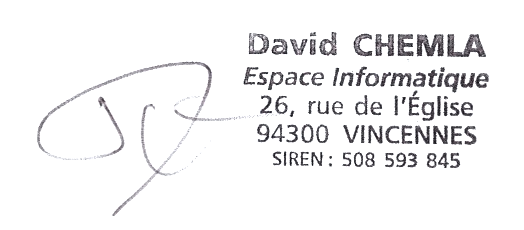 David CHEMLA
Espace Informatique
26, rue de l'Église
94300 VINCENNES
SIREN : 508 593 845